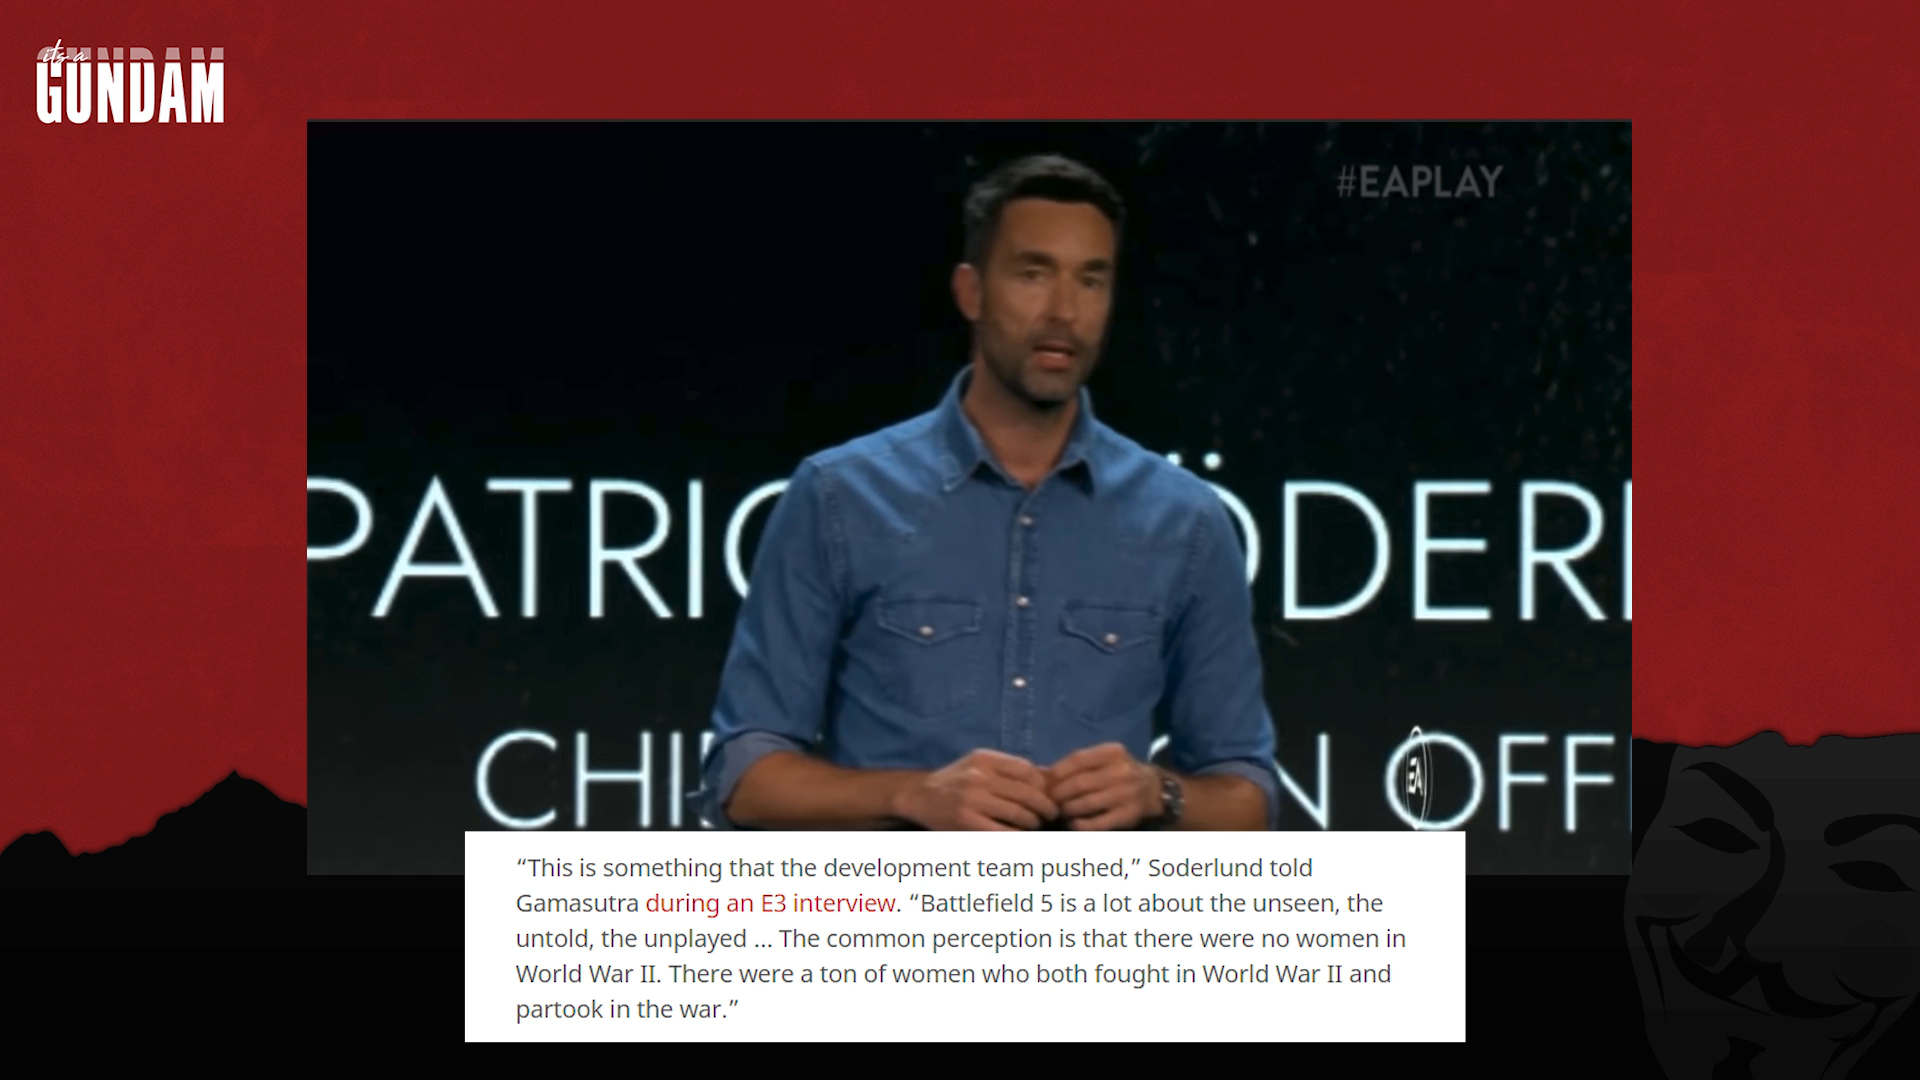 it's a
GUNDAM
#EAPLAY
PATRIC ÖDERL
CHI N OFF
EA
“This is something that the development team pushed,” Soderlund told
Gamasutra during an E3 interview. “Battlefield 5 is a lot about the unseen, the
untold, the unplayed ... The common perception is that there were no women in
World War II. There were a ton of women who both fought in World War II and
partook in the war.”